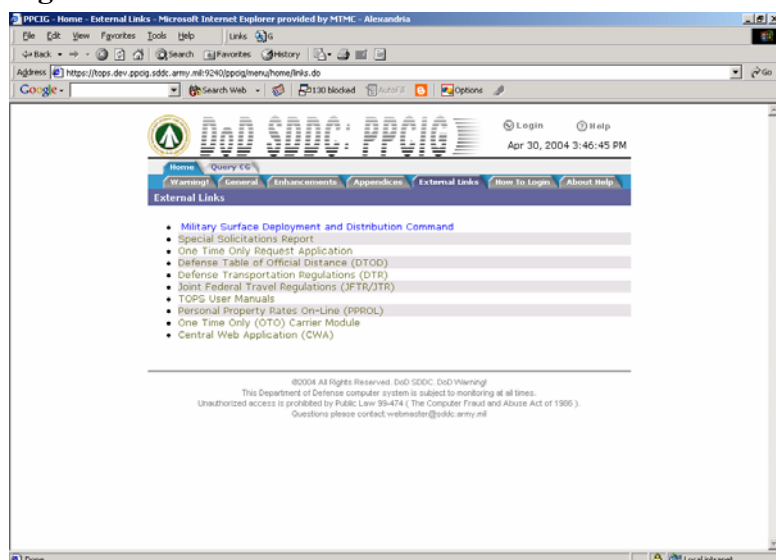 PPCIG - Home - External Links - Microsoft Internet Explorer provided by MTMC - Alexandria
File Edit View Favorites Tools Help Links G
Back Search Favorites History
Address https://tops.dev.ppcig.sddc.army.mil:9240/ppcig/menu/home/links.do Go
Google Search Web 130 blocked AutoFill Options
DoD SDDC: PPCIG
Login Help
Apr 30, 2004 3:46:45 PM
Home Query CG
Warning! General Enhancements Appendices External Links How To Login About Help
External Links
Military Surface Deployment and Distribution Command
Special Solicitations Report
One Time Only Request Application
Defense Table of Official Distance (DTOD)
Defense Transportation Regulations (DTR)
Joint Federal Travel Regulations (JFTR/JTR)
TOPS User Manuals
Personal Property Rates On-Line (PPROL)
One Time Only (OTO) Carrier Module
Central Web Application (CWA)
©2004 All Rights Reserved. DoD SDDC. DoD Warning!
This Department of Defense computer system is subject to monitoring at all times.
Unauthorized access is prohibited by Public Law 99-474 ( The Computer Fraud and Abuse Act of 1986 ).
Questions please contact webmaster@sddc.army.mil
Done Local intranet